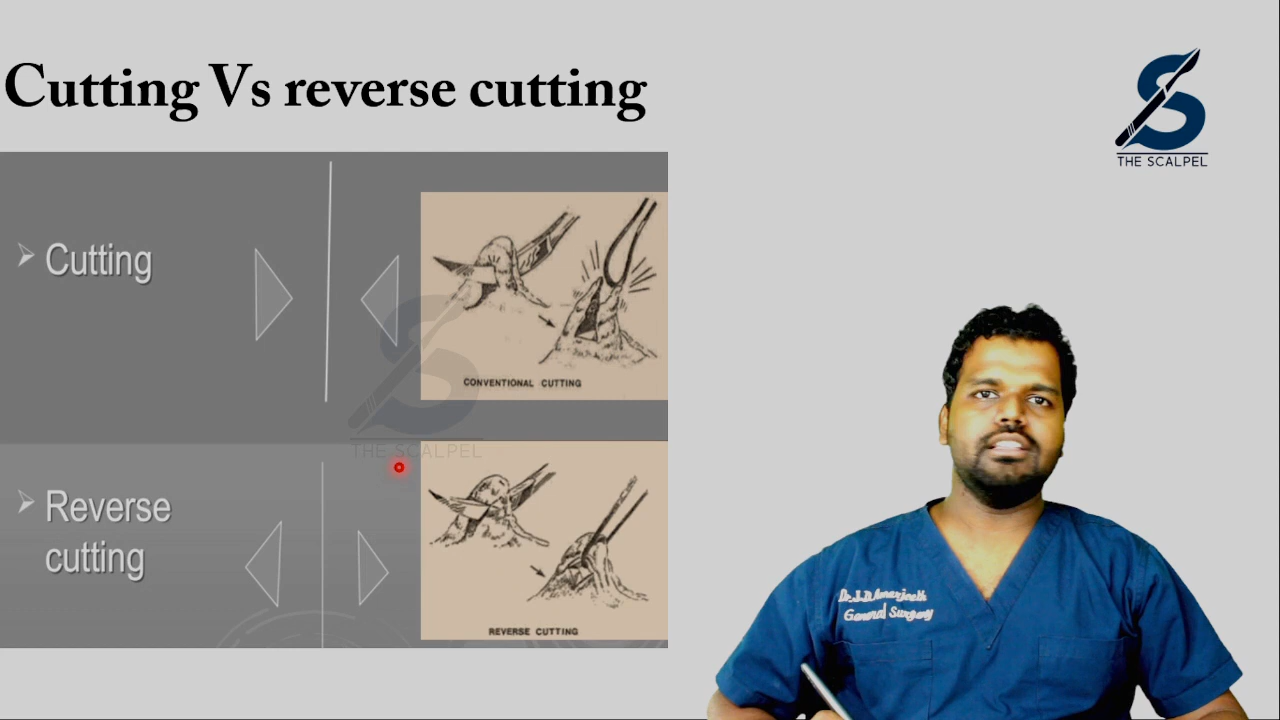 Cutting Vs reverse cutting
THE SCALPEL
Cutting
CONVENTIONAL CUTTING
THE SCALPEL
Reverse
cutting
REVERSE CUTTING
General Surgery